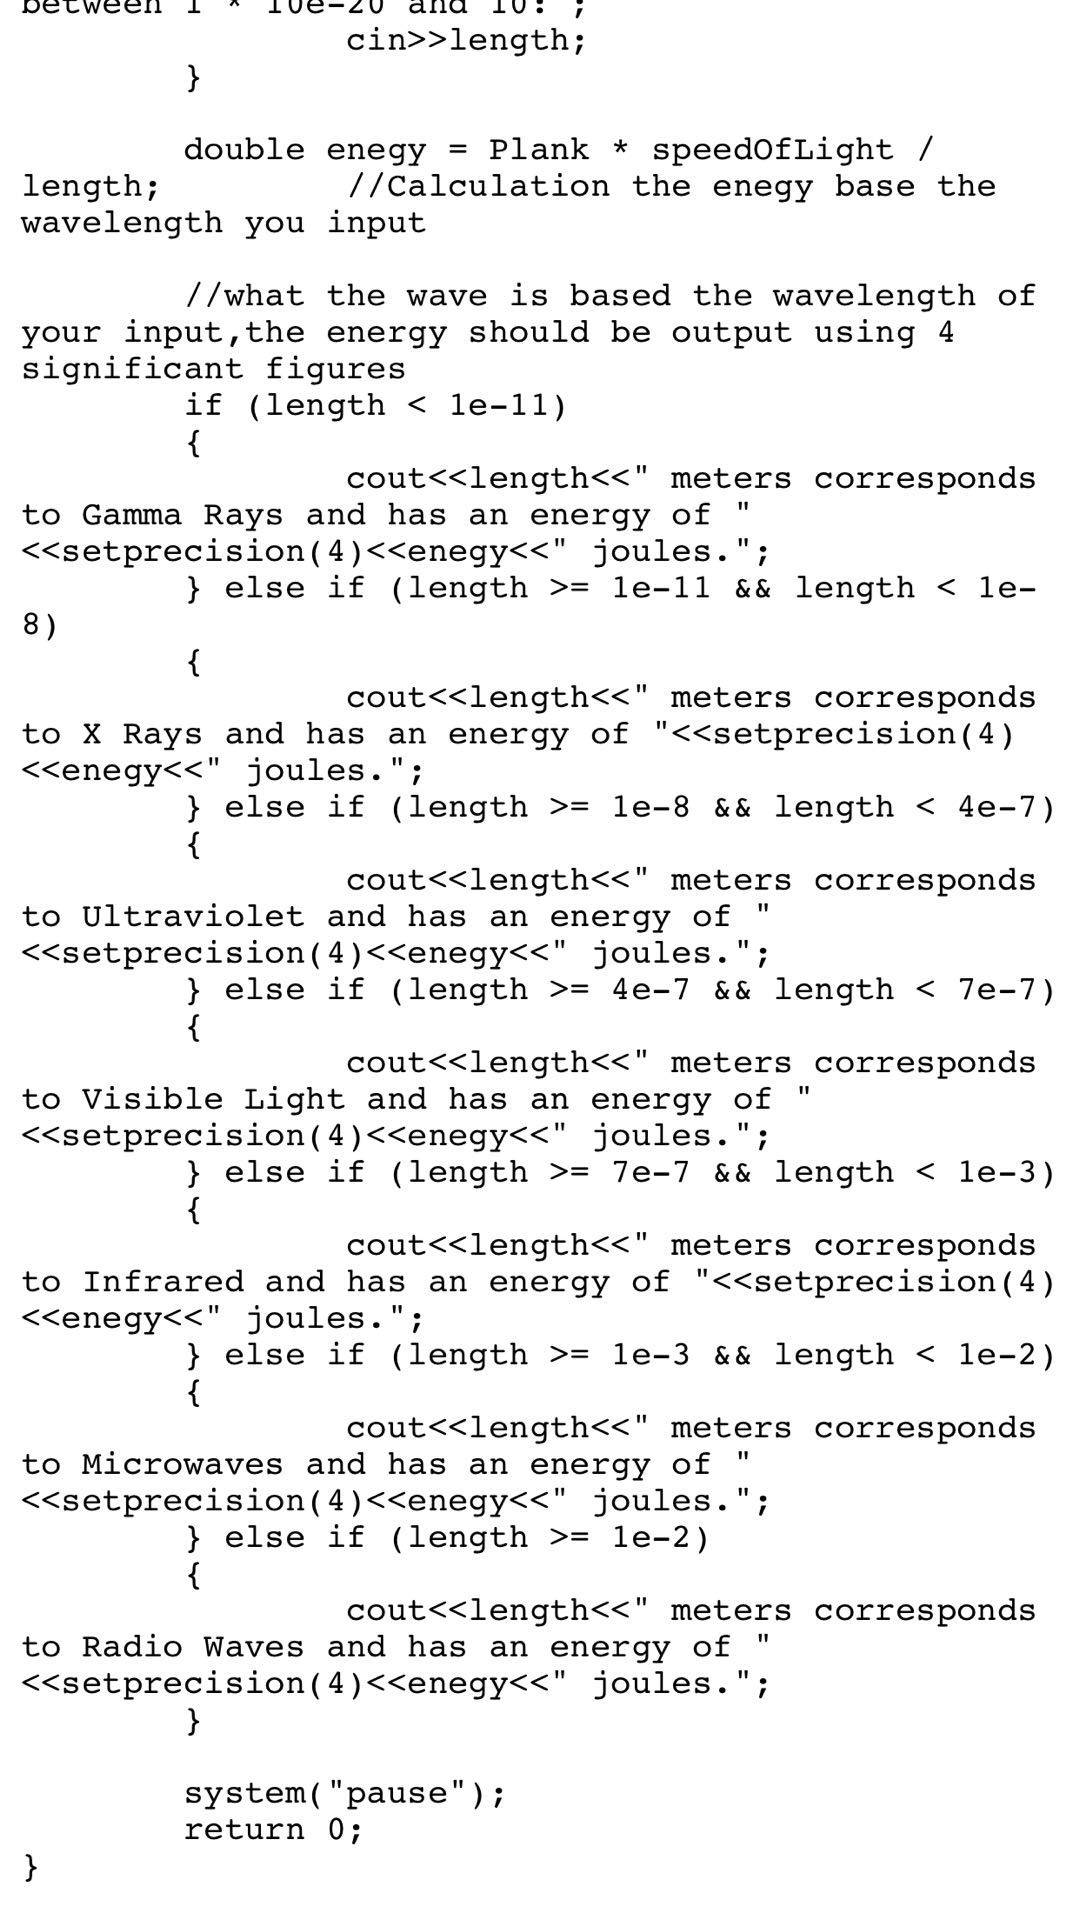 between 1 * 10e-20 and 10: ";
                cin>>length;
        }

        double enegy = Plank * speedOfLight /
length;         //Calculation the enegy base the
wavelength you input

        //what the wave is based the wavelength of
your input,the energy should be output using 4
significant figures
        if (length < 1e-11)
        {
                cout<<length<<" meters corresponds
to Gamma Rays and has an energy of "
<<setprecision(4)<<enegy<<" joules.";
        } else if (length >= 1e-11 && length < 1e-
8)
        {
                cout<<length<<" meters corresponds
to X Rays and has an energy of "<<setprecision(4)
<<enegy<<" joules.";
        } else if (length >= 1e-8 && length < 4e-7)
        {
                cout<<length<<" meters corresponds
to Ultraviolet and has an energy of "
<<setprecision(4)<<enegy<<" joules.";
        } else if (length >= 4e-7 && length < 7e-7)
        {
                cout<<length<<" meters corresponds
to Visible Light and has an energy of "
<<setprecision(4)<<enegy<<" joules.";
        } else if (length >= 7e-7 && length < 1e-3)
        {
                cout<<length<<" meters corresponds
to Infrared and has an energy of "<<setprecision(4)
<<enegy<<" joules.";
        } else if (length >= 1e-3 && length < 1e-2)
        {
                cout<<length<<" meters corresponds
to Microwaves and has an energy of "
<<setprecision(4)<<enegy<<" joules.";
        } else if (length >= 1e-2)
        {
                cout<<length<<" meters corresponds
to Radio Waves and has an energy of "
<<setprecision(4)<<enegy<<" joules.";
        }

        system("pause");
        return 0;
}